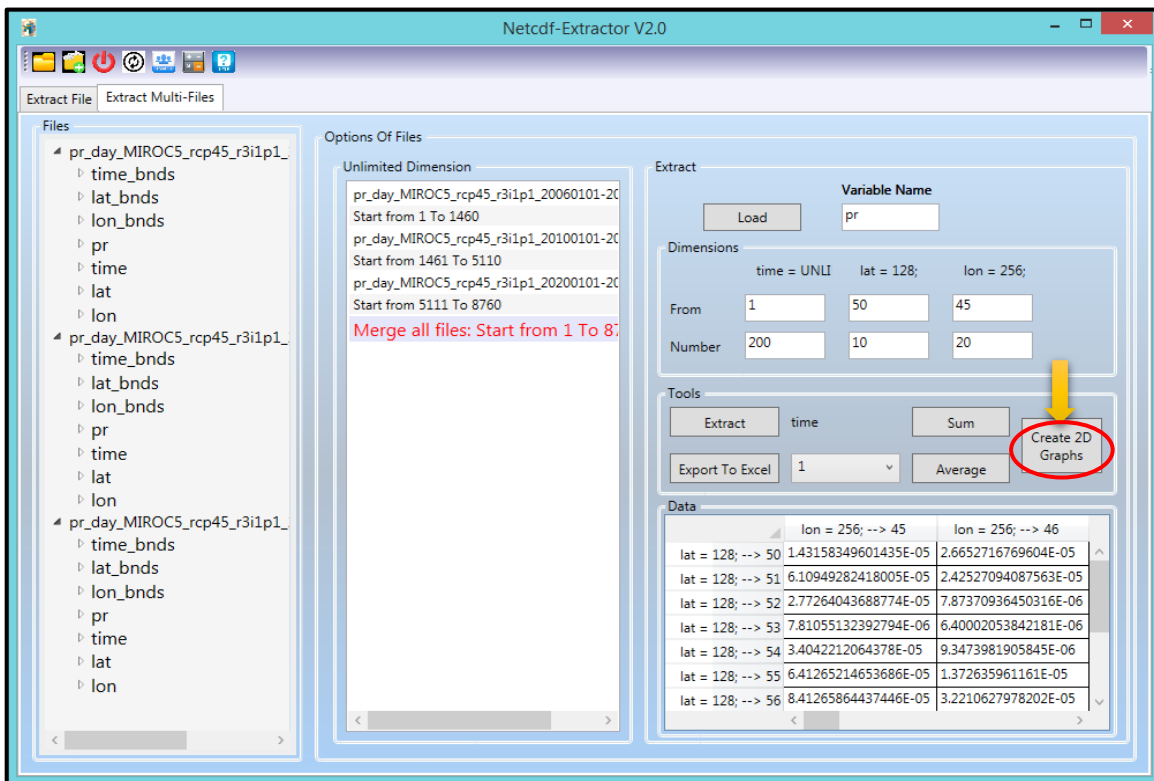 Netcdf-Extractor V2.0
Extract File
Extract Multi-Files
Files
pr_day_MIROC5_rcp45_r3i1p1_
time_bnds
lat_bnds
lon_bnds
pr
time
lat
lon
pr_day_MIROC5_rcp45_r3i1p1_
time_bnds
lat_bnds
lon_bnds
pr
time
lat
lon
pr_day_MIROC5_rcp45_r3i1p1_
time_bnds
lat_bnds
lon_bnds
pr
time
lat
lon
Options Of Files
Unlimited Dimension
pr_day_MIROC5_rcp45_r3i1p1_20060101-20
Start from 1 To 1460
pr_day_MIROC5_rcp45_r3i1p1_20100101-20
Start from 1461 To 5110
pr_day_MIROC5_rcp45_r3i1p1_20200101-20
Start from 5111 To 8760
Merge all files: Start from 1 To 87
Extract
Variable Name
Load
pr
Dimensions
time = UNLI lat = 128; lon = 256;
From 1 50 45
Number 200 10 20
Tools
Extract time Sum
Create 2D
Graphs
Export To Excel 1 Average
Data
lon = 256; --> 45 lon = 256; --> 46
lat = 128; --> 50 1.43158349601435E-05 2.6652716769604E-05
lat = 128; --> 51 6.10949282418005E-05 2.42527094087563E-05
lat = 128; --> 52 2.77264043688774E-05 7.87370936450316E-06
lat = 128; --> 53 7.81055132392794E-06 6.40002053842181E-06
lat = 128; --> 54 3.4042212064378E-05 9.3473981905845E-06
lat = 128; --> 55 6.41265214653686E-05 1.372635961161E-05
lat = 128; --> 56 8.41265864437446E-05 3.2210627978202E-05